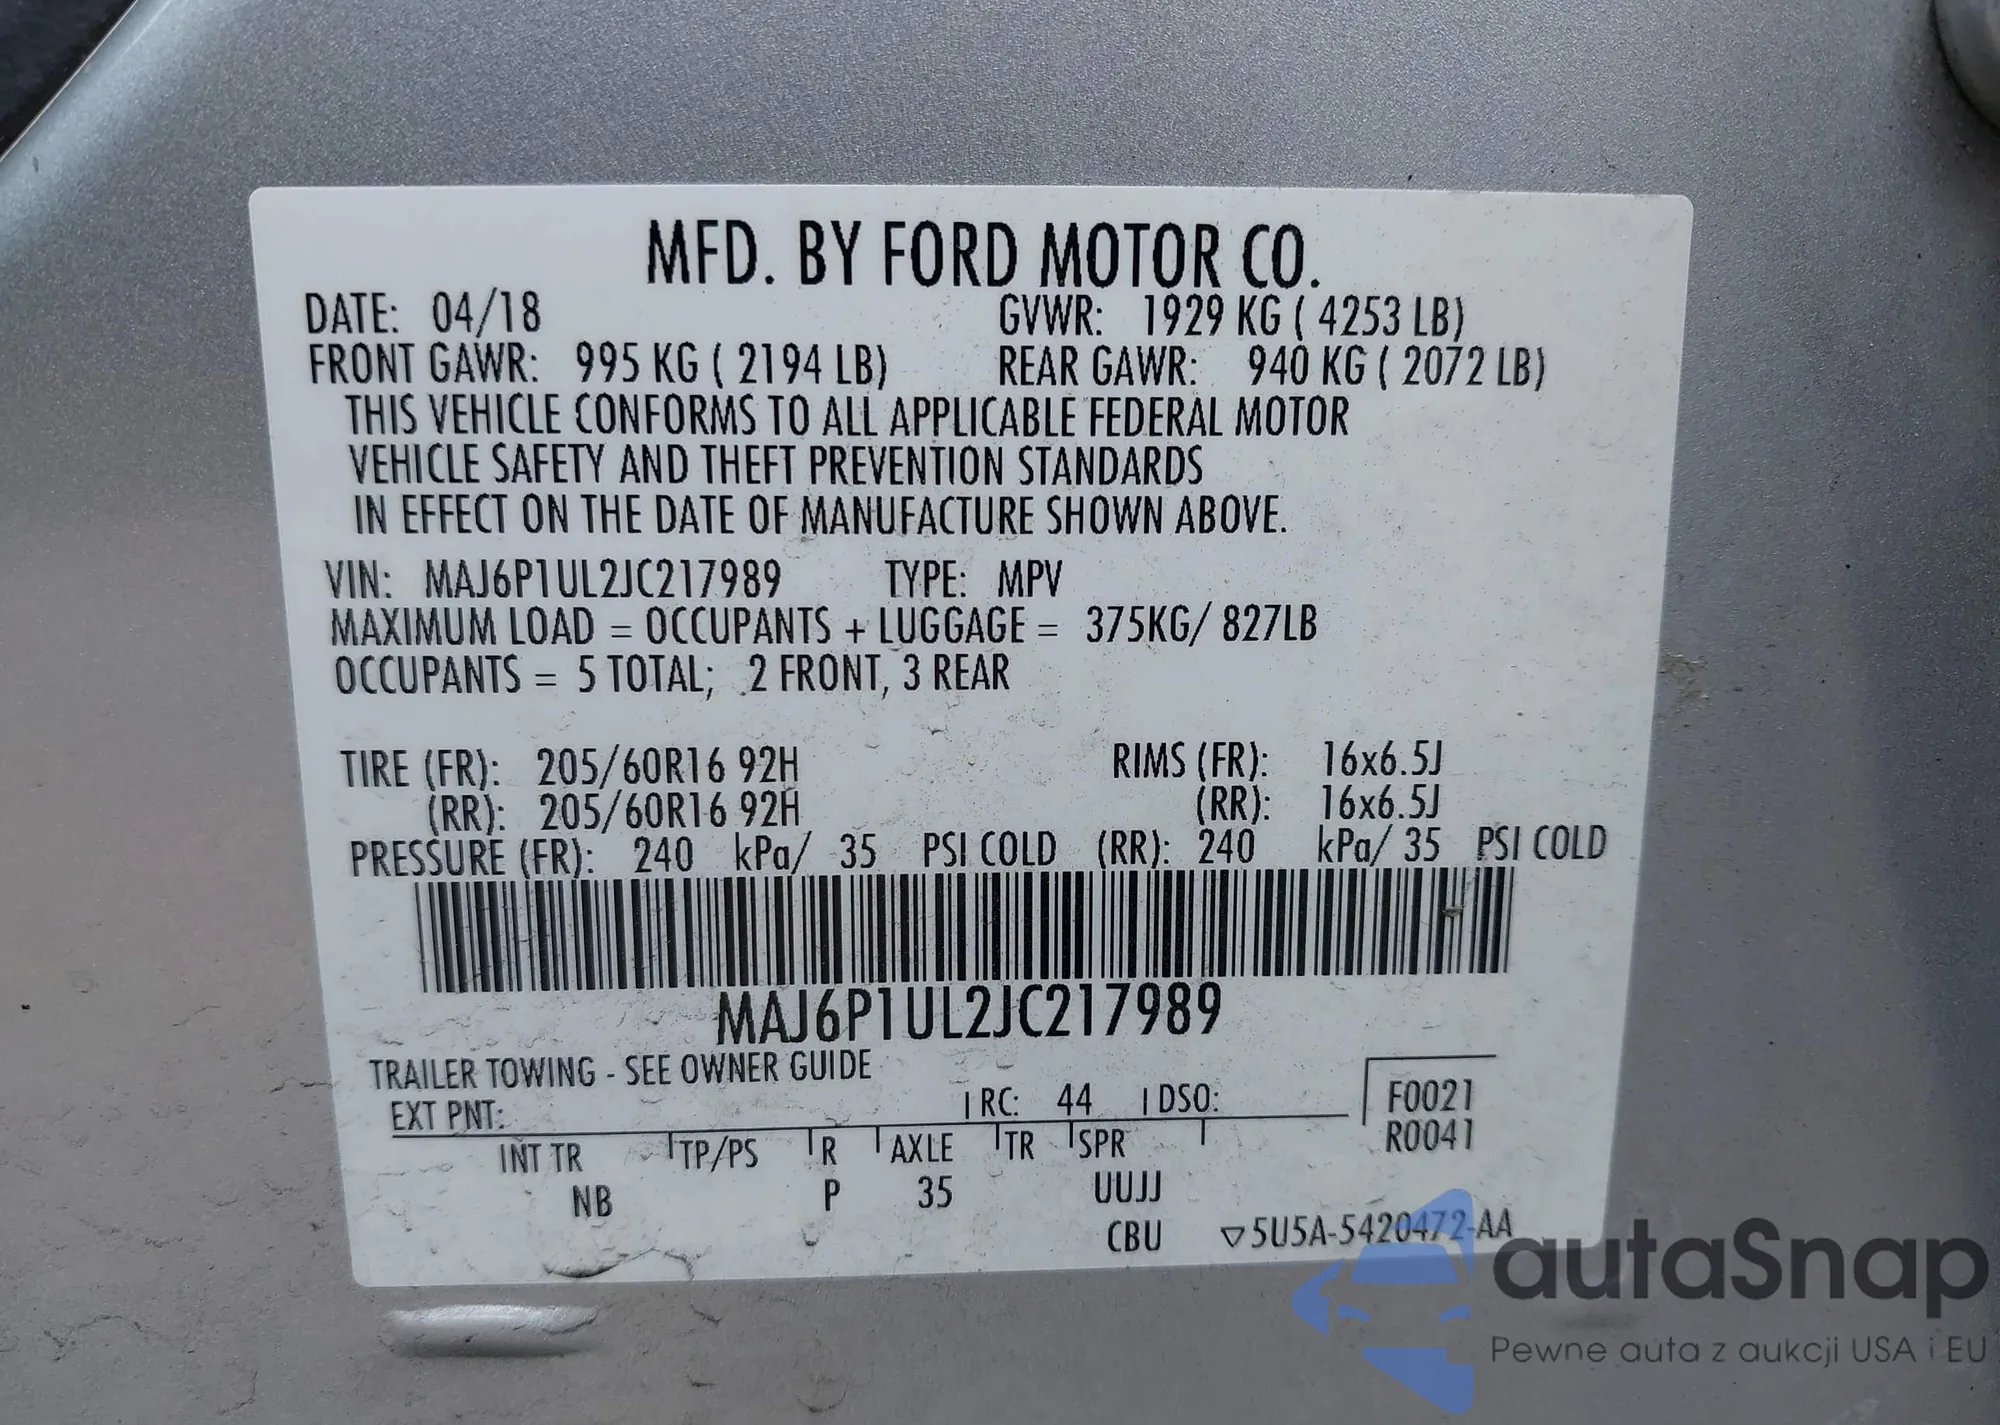 MFD. BY FORD MOTOR CO.
DATE: 04/18 GVWR: 1929 KG ( 4253 LB)
FRONT GAWR: 995 KG ( 2194 LB) REAR GAWR: 940 KG ( 2072 LB)
THIS VEHICLE CONFORMS TO ALL APPLICABLE FEDERAL MOTOR
VEHICLE SAFETY AND THEFT PREVENTION STANDARDS
IN EFFECT ON THE DATE OF MANUFACTURE SHOWN ABOVE.
VIN: MAJ6P1UL2JC217989 TYPE: MPV
MAXIMUM LOAD = OCCUPANTS + LUGGAGE = 375KG/ 827LB
OCCUPANTS = 5 TOTAL; 2 FRONT, 3 REAR
TIRE (FR): 205/60R16 92H RIMS (FR): 16x6.5J
(RR): 205/60R16 92H (RR): 16x6.5J
PRESSURE (FR): 240 kPa/ 35 PSI COLD (RR): 240 kPa/ 35 PSI COLD
MAJ6P1UL2JC217989
TRAILER TOWING - SEE OWNER GUIDE
EXT PNT: RC: 44 DSO: F0021
R0041
INT TR TP/PS R AXLE TR SPR
NB P 35 UUJJ
CBU ▽5U5A-5420472-AA
autaSnap
Pewne auta z aukcji USA i EU